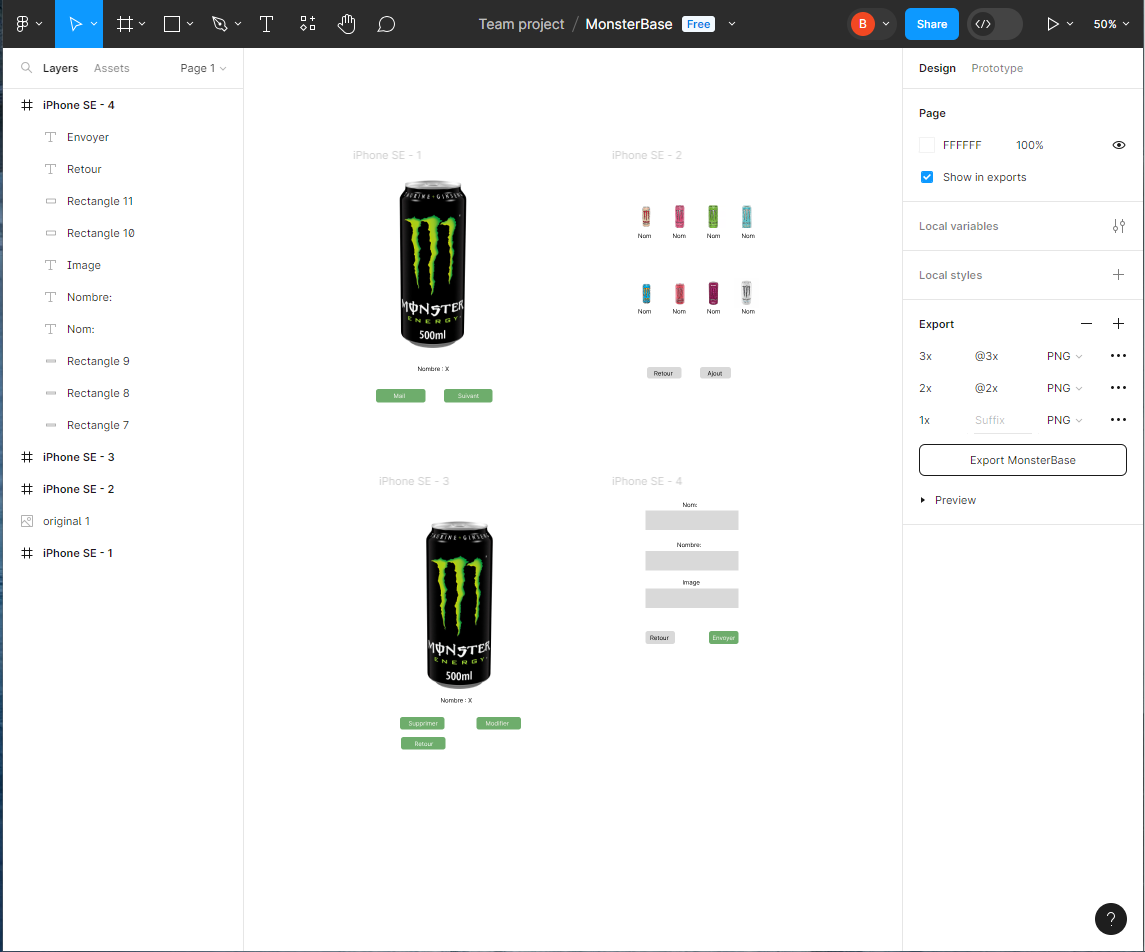 Team project / MonsterBase Free
B
Share
50%
Layers Assets Page 1
iPhone SE - 4
Envoyer
Retour
Rectangle 11
Rectangle 10
Image
Nombre:
Nom:
Rectangle 9
Rectangle 8
Rectangle 7
iPhone SE - 3
iPhone SE - 2
original 1
iPhone SE - 1
iPhone SE - 1
MONSTER
ENERGY
500ml
Nombre : X
Mail Suivant
iPhone SE - 2
Nom Nom Nom Nom
Nom Nom Nom Nom
Retour Ajout
iPhone SE - 3
MONSTER
ENERGY
500ml
Nombre : X
Supprimer Modifier
Retour
iPhone SE - 4
Nom:
Nombre:
Image
Retour Envoyer
Design Prototype
Page
FFFFFF 100%
Show in exports
Local variables
Local styles
Export
3x @3x PNG
2x @2x PNG
1x Suffix PNG
Export MonsterBase
Preview
?